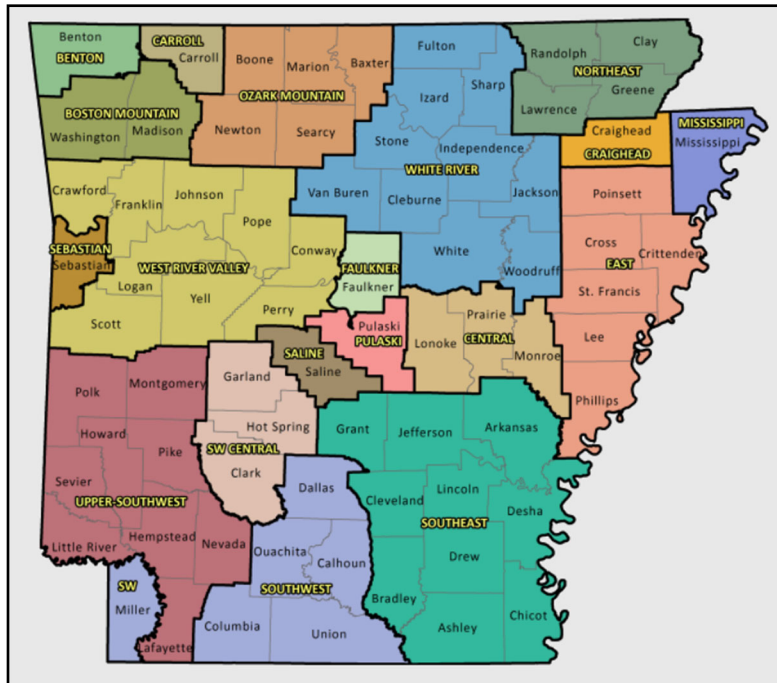 Benton
BENTON
CARROLL
Carroll
Boone
Marion
Baxter
OZARK MOUNTAIN
Newton
Searcy
Fulton
Sharp
Izard
Stone
Independence
WHITE RIVER
Van Buren
Cleburne
Jackson
White
Woodruff
Randolph
Clay
NORTHEAST
Greene
Lawrence
Craighead
CRAIGHEAD
MISSISSIPPI
Mississippi
BOSTON MOUNTAIN
Madison
Washington
Crawford
Franklin
Johnson
Pope
Conway
SEBASTIAN
Sebastian
WEST RIVER VALLEY
Logan
Yell
Perry
Scott
FAULKNER
Faulkner
Poinsett
Cross
Crittenden
EAST
St. Francis
Lee
Phillips
Pulaski
PULASKI
SALINE
Saline
Prairie
Lonoke
CENTRAL
Monroe
Polk
Montgomery
Howard
Pike
Sevier
UPPER-SOUTHWEST
Hempstead
Nevada
Little River
Lafayette
Garland
Hot Spring
SW CENTRAL
Clark
SW
Miller
Dallas
Ouachita
Calhoun
SOUTHWEST
Columbia
Union
Grant
Jefferson
Arkansas
Cleveland
Lincoln
Desha
SOUTHEAST
Drew
Bradley
Chicot
Ashley